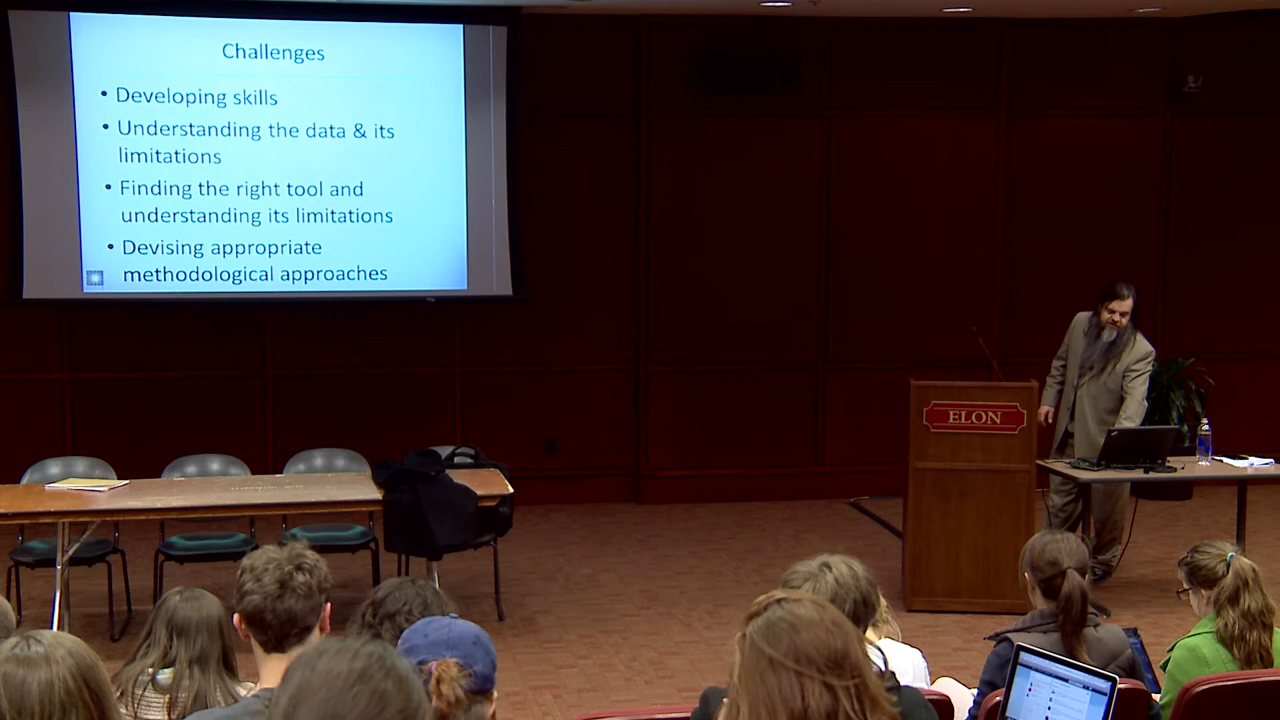 Challenges
• Developing skills
• Understanding the data & its
limitations
• Finding the right tool and
understanding its limitations
• Devising appropriate
methodological approaches
ELON